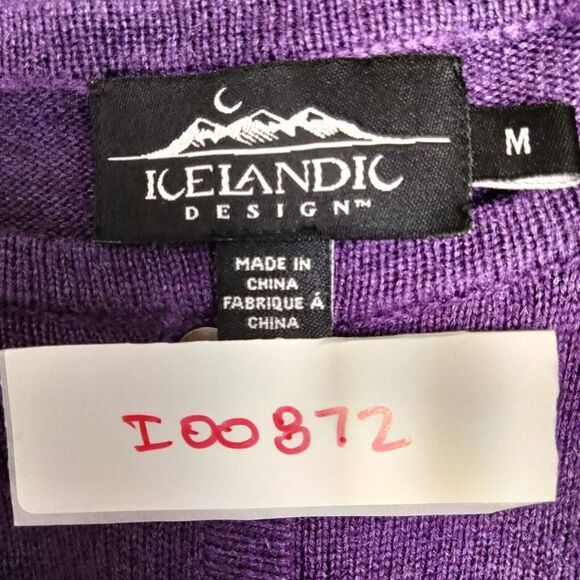 ICELANDIC
DESIGN™
M
MADE IN
CHINA
FABRIQUE Á
CHINA
I00872